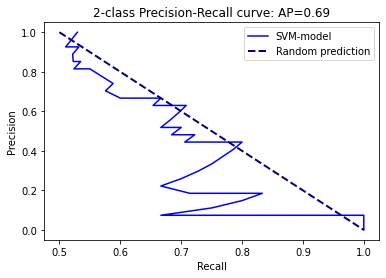 2-class Precision-Recall curve: AP=0.69
SVM-model
Random prediction
Precision
1.0
0.8
0.6
0.4
0.2
0.0
0.5 0.6 0.7 0.8 0.9 1.0
Recall